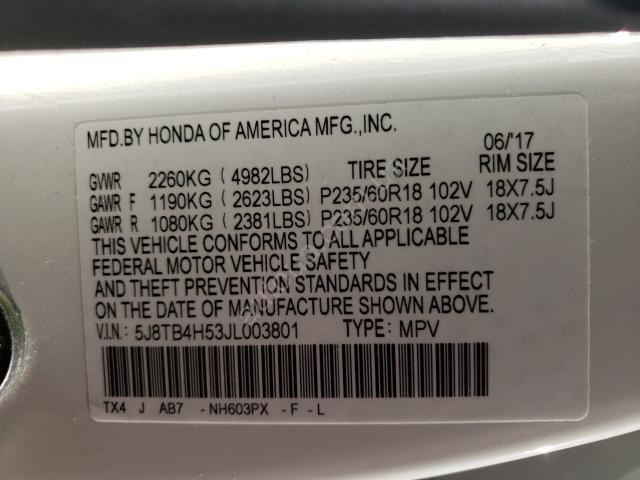 MFD.BY HONDA OF AMERICA MFG.,INC. 06/'17
GVWR 2260KG (4982LBS) TIRE SIZE RIM SIZE
GAWR F 1190KG (2623LBS) P235/60R18 102V 18X7.5J
GAWR R 1080KG (2381LBS) P235/60R18 102V 18X7.5J
THIS VEHICLE CONFORMS TO ALL APPLICABLE
FEDERAL MOTOR VEHICLE SAFETY
AND THEFT PREVENTION STANDARDS IN EFFECT
ON THE DATE OF MANUFACTURE SHOWN ABOVE.
V.I.N.: 5J8TB4H53JL003801 TYPE: MPV
TX4 J AB7 -NH603PX -F -L